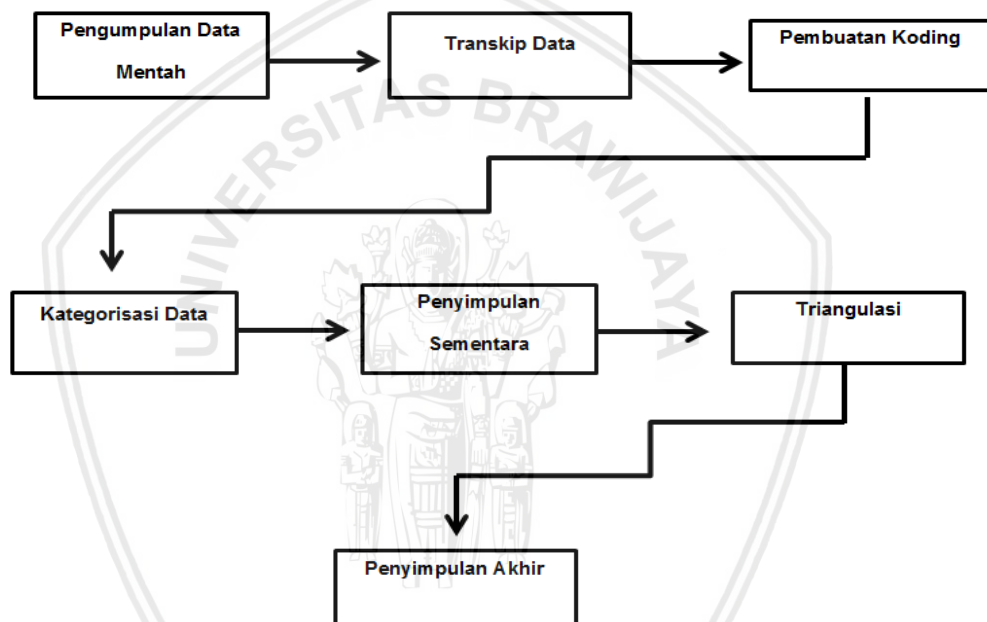 Pengumpulan Data
Mentah
Transkip Data
Pembuatan Koding
UNIVERSITAS BRAWIJAYA
Kategorisasi Data
Penyimpulan
Sementara
Triangulasi
Penyimpulan Akhir